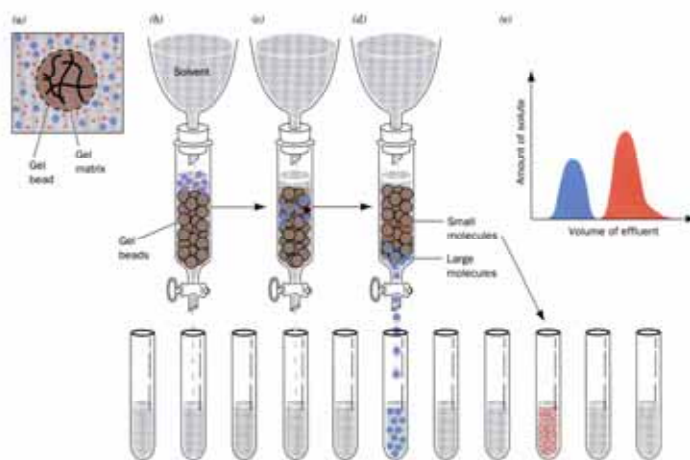 (a)
(b)
(c)
(d)
(e)
Solvent
Gel
bead
Gel
matrix
Gel
beads
Small
molecules
Large
molecules
Amount of solute
Volume of effluent